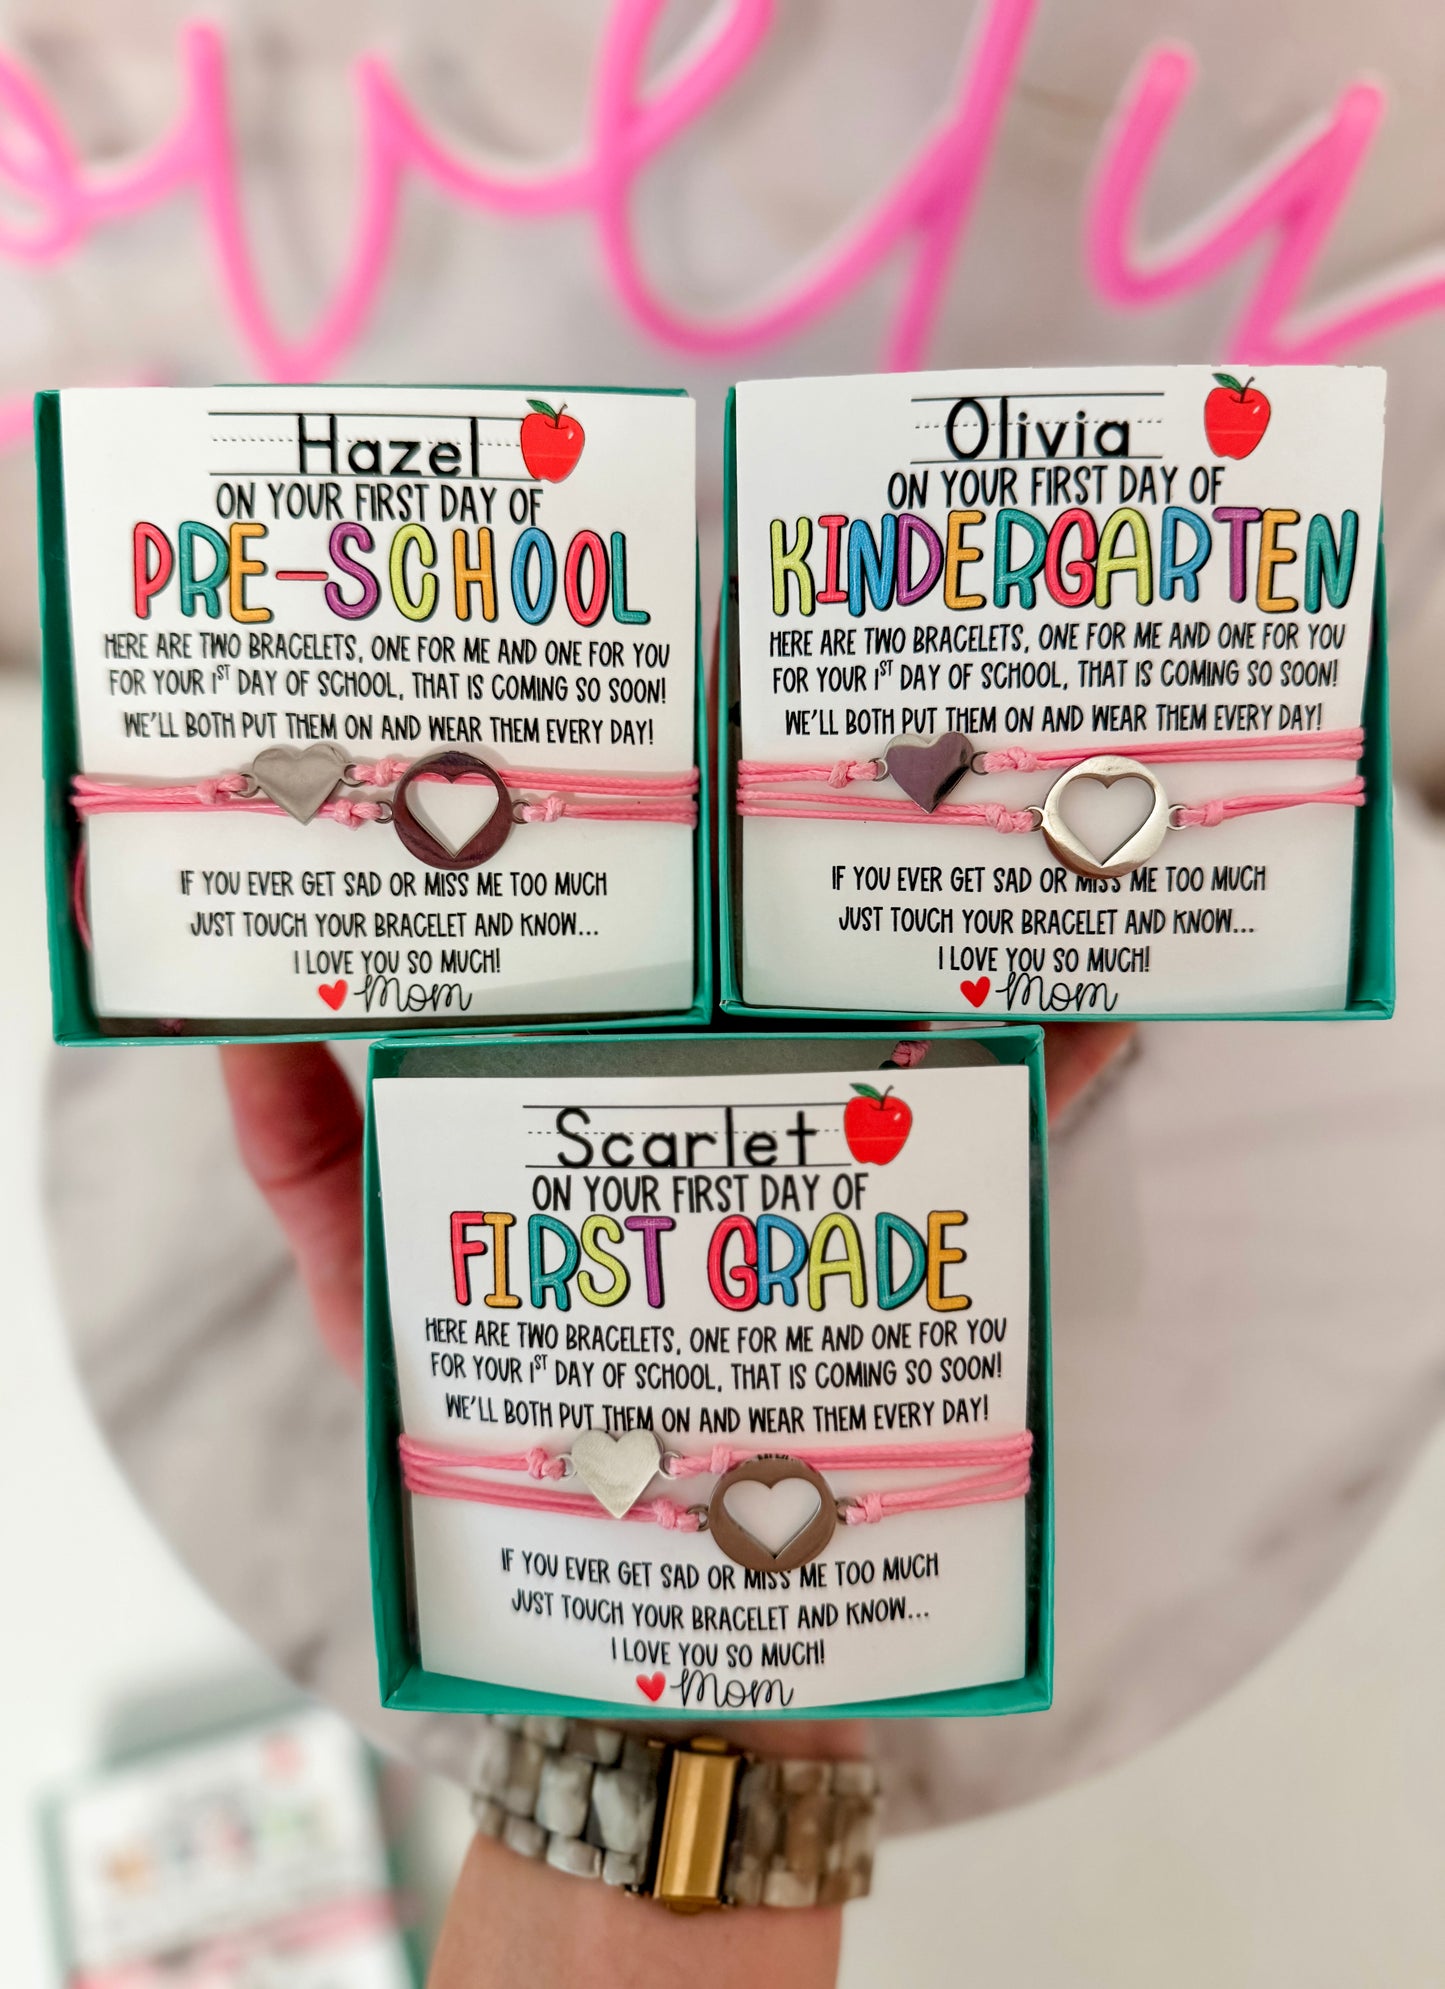 ovely
Hazel
ON YOUR FIRST DAY OF
PRE-SCHOOL
HERE ARE TWO BRACELETS, ONE FOR ME AND ONE FOR YOU
FOR YOUR 1ST DAY OF SCHOOL, THAT IS COMING SO SOON!
WE'LL BOTH PUT THEM ON AND WEAR THEM EVERY DAY!
IF YOU EVER GET SAD OR MISS ME TOO MUCH
JUST TOUCH YOUR BRACELET AND KNOW...
I LOVE YOU SO MUCH!
Mom
Olivia
ON YOUR FIRST DAY OF
KINDERGARTEN
HERE ARE TWO BRACELETS, ONE FOR ME AND ONE FOR YOU
FOR YOUR 1ST DAY OF SCHOOL, THAT IS COMING SO SOON!
WE'LL BOTH PUT THEM ON AND WEAR THEM EVERY DAY!
IF YOU EVER GET SAD OR MISS ME TOO MUCH
JUST TOUCH YOUR BRACELET AND KNOW...
I LOVE YOU SO MUCH!
Mom
Scarlet
ON YOUR FIRST DAY OF
FIRST GRADE
HERE ARE TWO BRACELETS, ONE FOR ME AND ONE FOR YOU
FOR YOUR 1ST DAY OF SCHOOL, THAT IS COMING SO SOON!
WE'LL BOTH PUT THEM ON AND WEAR THEM EVERY DAY!
IF YOU EVER GET SAD OR MISS ME TOO MUCH
JUST TOUCH YOUR BRACELET AND KNOW...
I LOVE YOU SO MUCH!
Mom